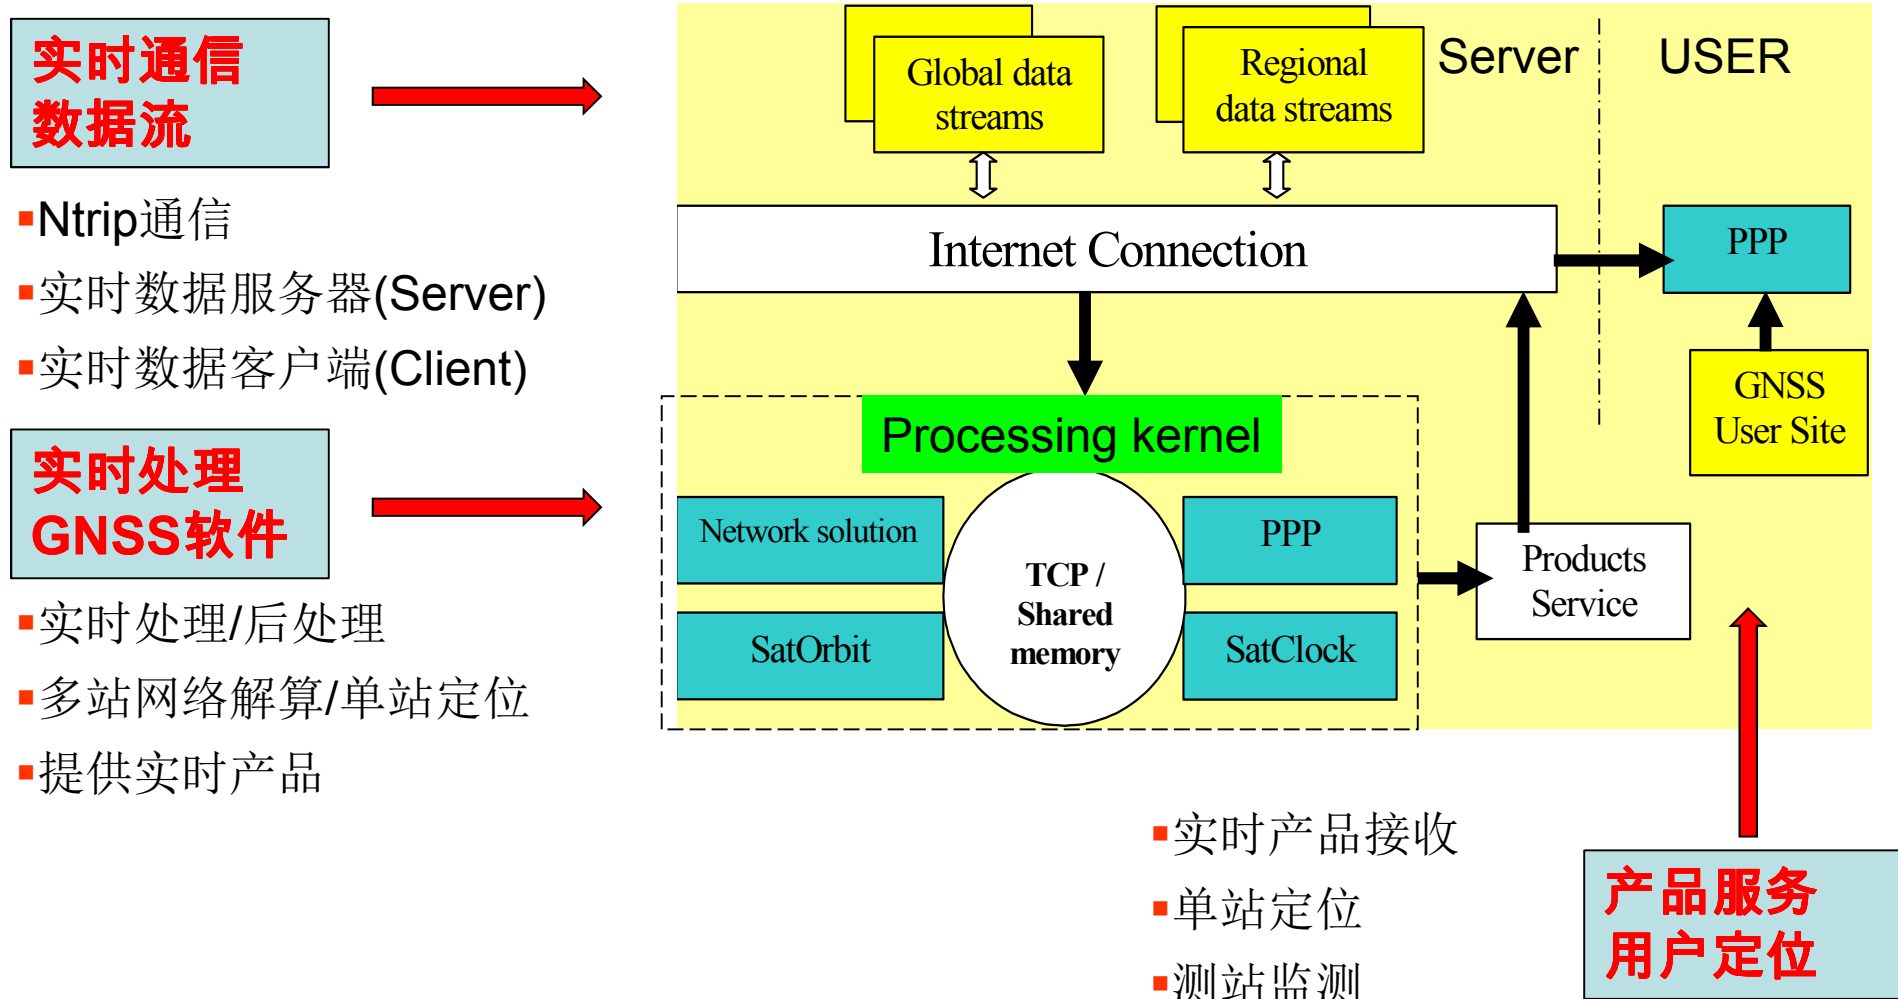 实时通信
数据流
▪Ntrip通信
▪实时数据服务器(Server)
▪实时数据客户端(Client)
实时处理
GNSS软件
▪实时处理/后处理
▪多站网络解算/单站定位
▪提供实时产品
Global data
streams
Regional
data streams
Server
USER
Internet Connection
PPP
GNSS
User Site
Processing kernel
Network solution
SatOrbit
TCP /
Shared
memory
PPP
SatClock
Products
Service
▪实时产品接收
▪单站定位
▪测站监测
产品服务
用户定位